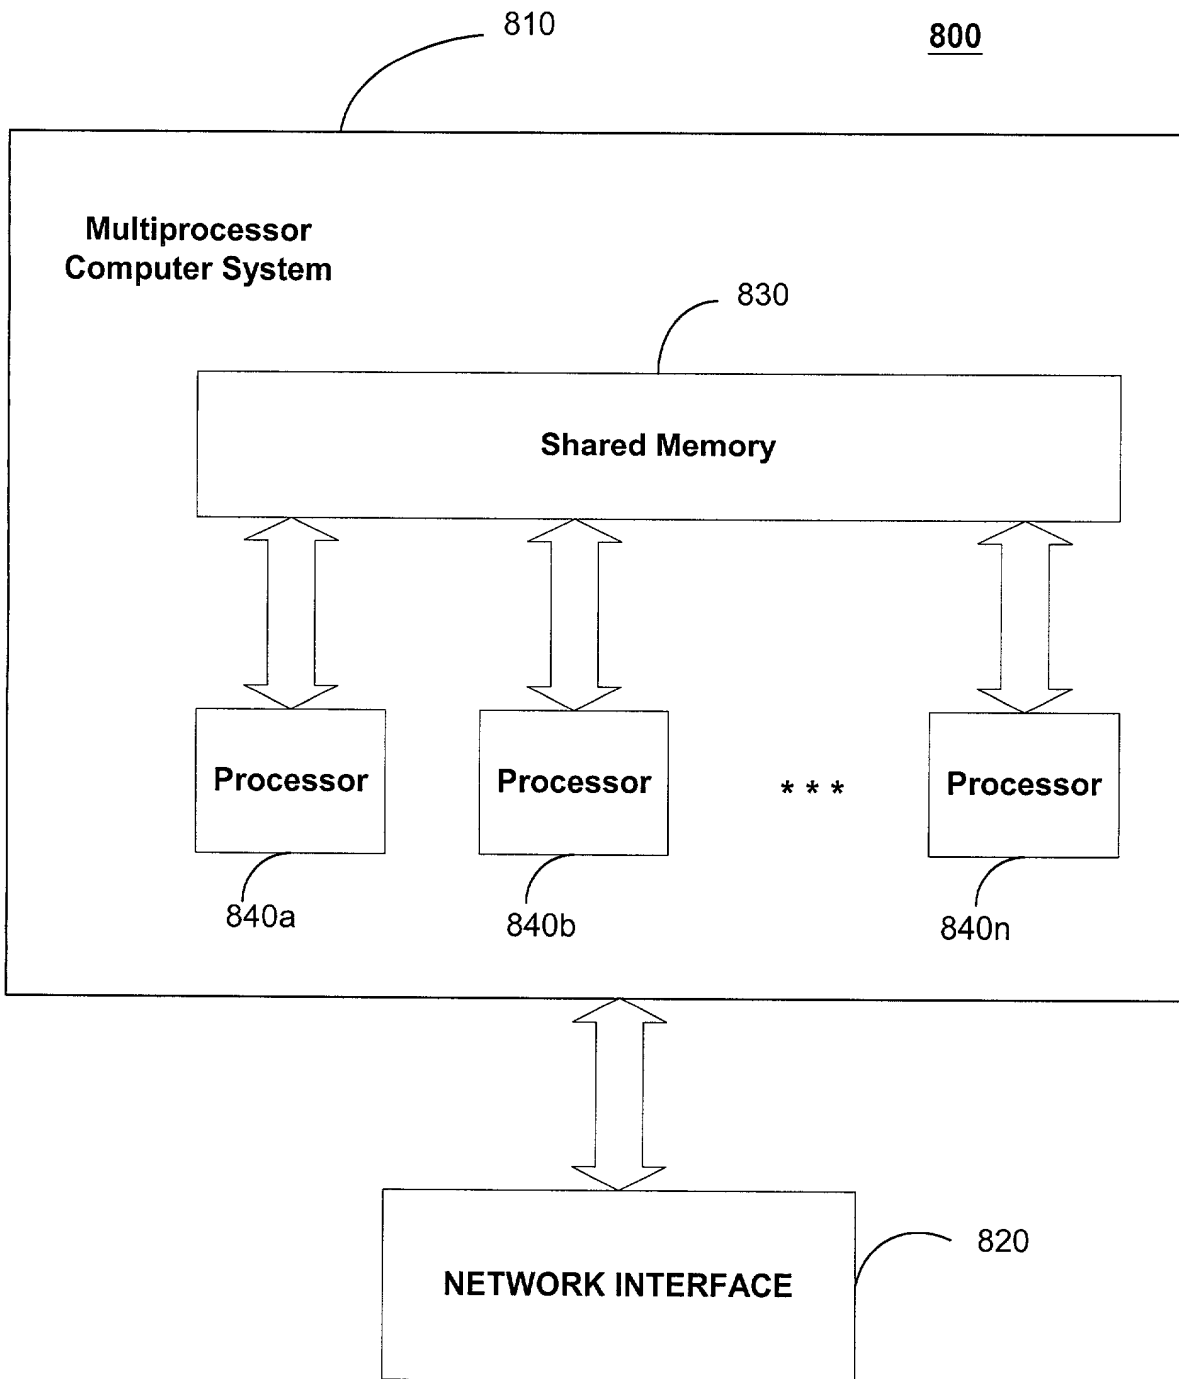 810
800
Multiprocessor
Computer System
830
Shared Memory
Processor
Processor
* * *
Processor
840a
840b
840n
820
NETWORK INTERFACE